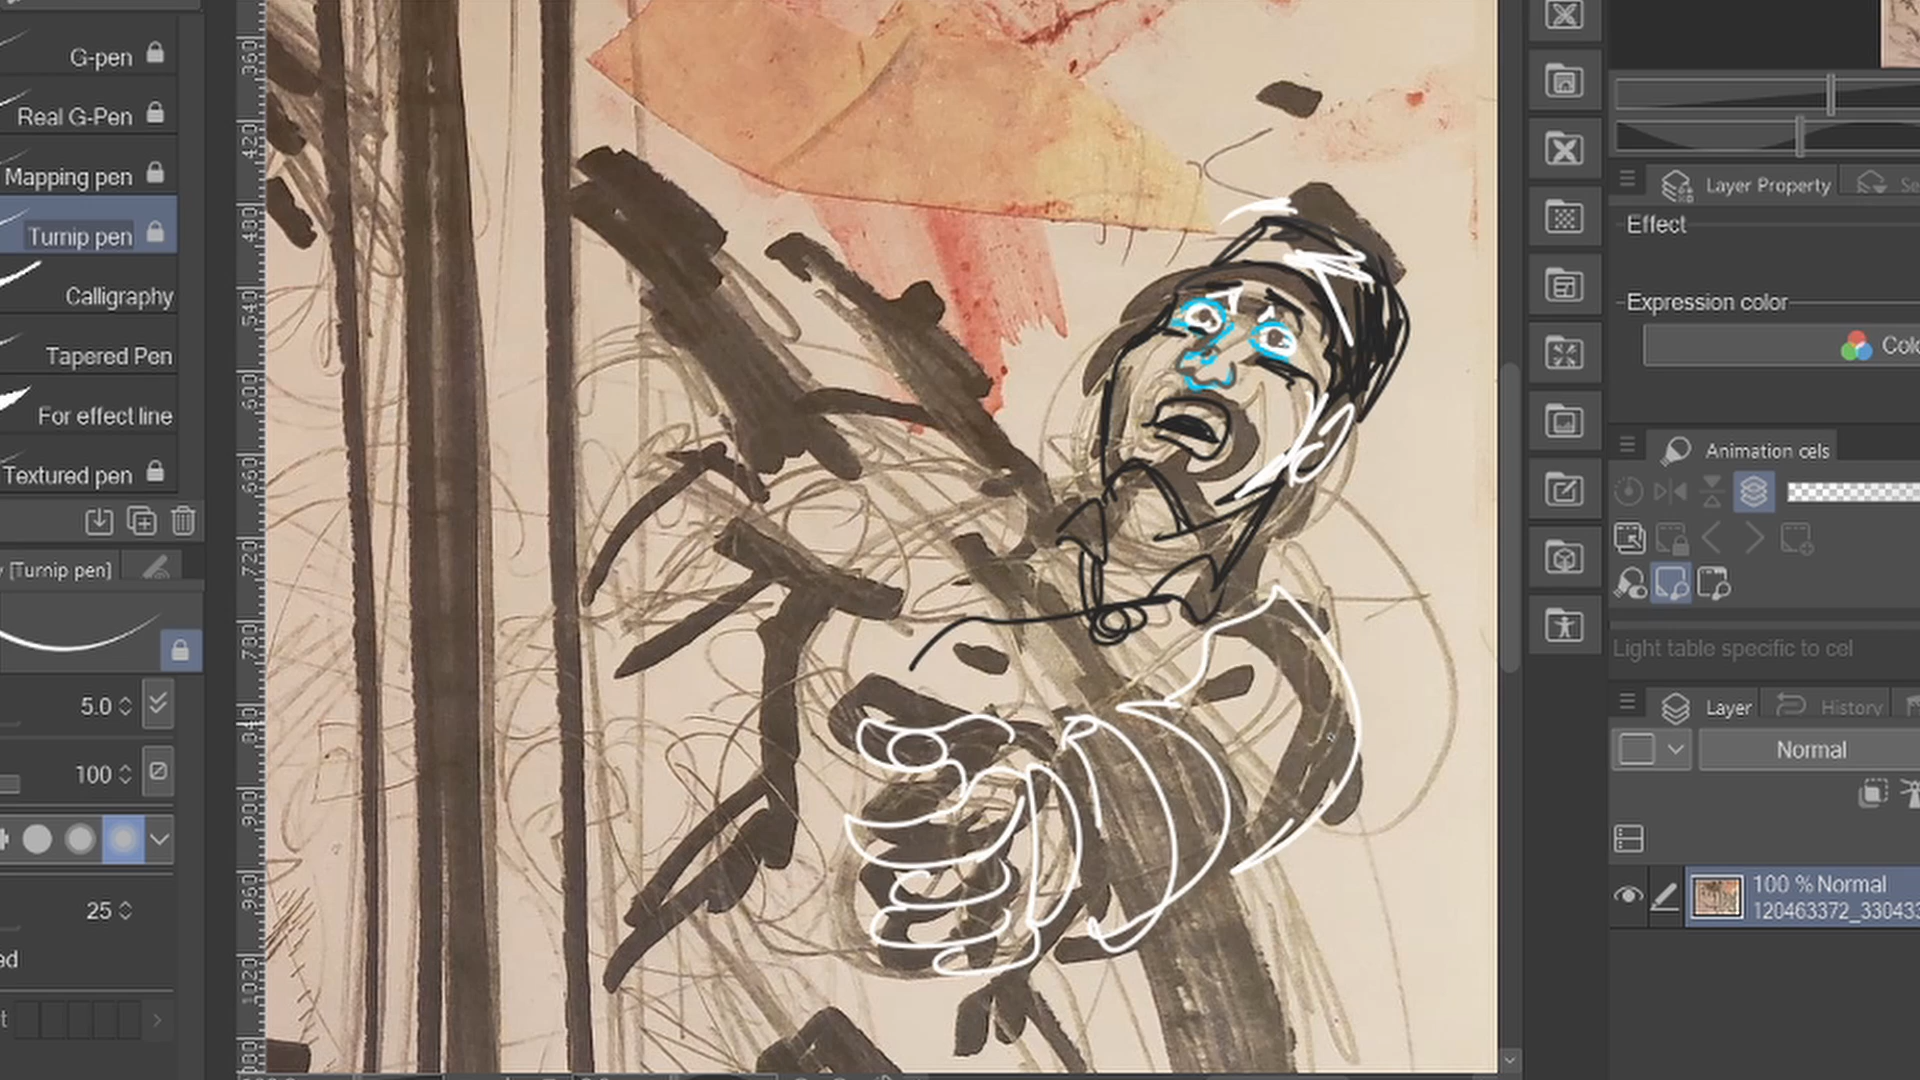 G-pen
Real G-Pen
Mapping pen
Turnip pen
Calligraphy
Tapered Pen
For effect line
Textured pen
[Turnip pen]
5.0
100
25
360
420
480
540
600
660
720
780
840
900
960
1020
1080
Layer Property
Effect
Expression color
Animation cels
Light table specific to cel
Layer
History
Normal
100 % Normal
120463372_330433